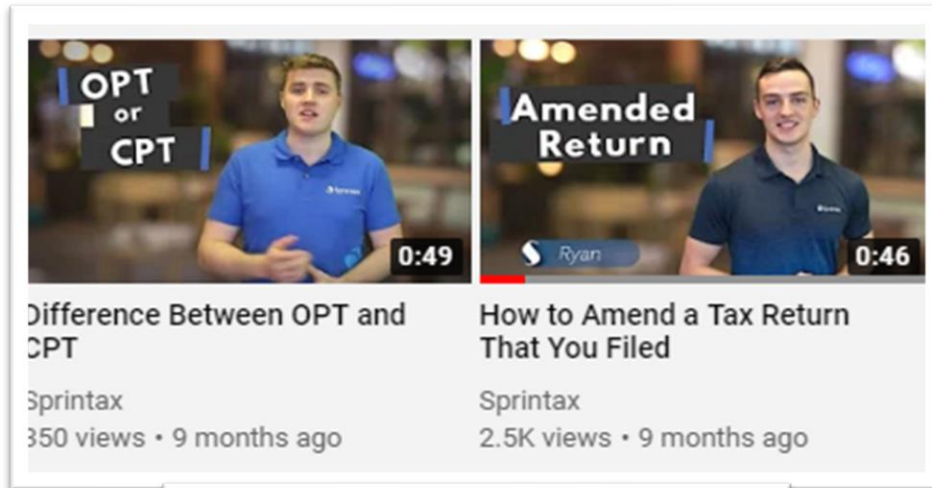 OPT
or
CPT
0:49
Difference Between OPT and
CPT
Sprintax
350 views • 9 months ago
Amended
Return
Ryan
0:46
How to Amend a Tax Return
That You Filed
Sprintax
2.5K views • 9 months ago